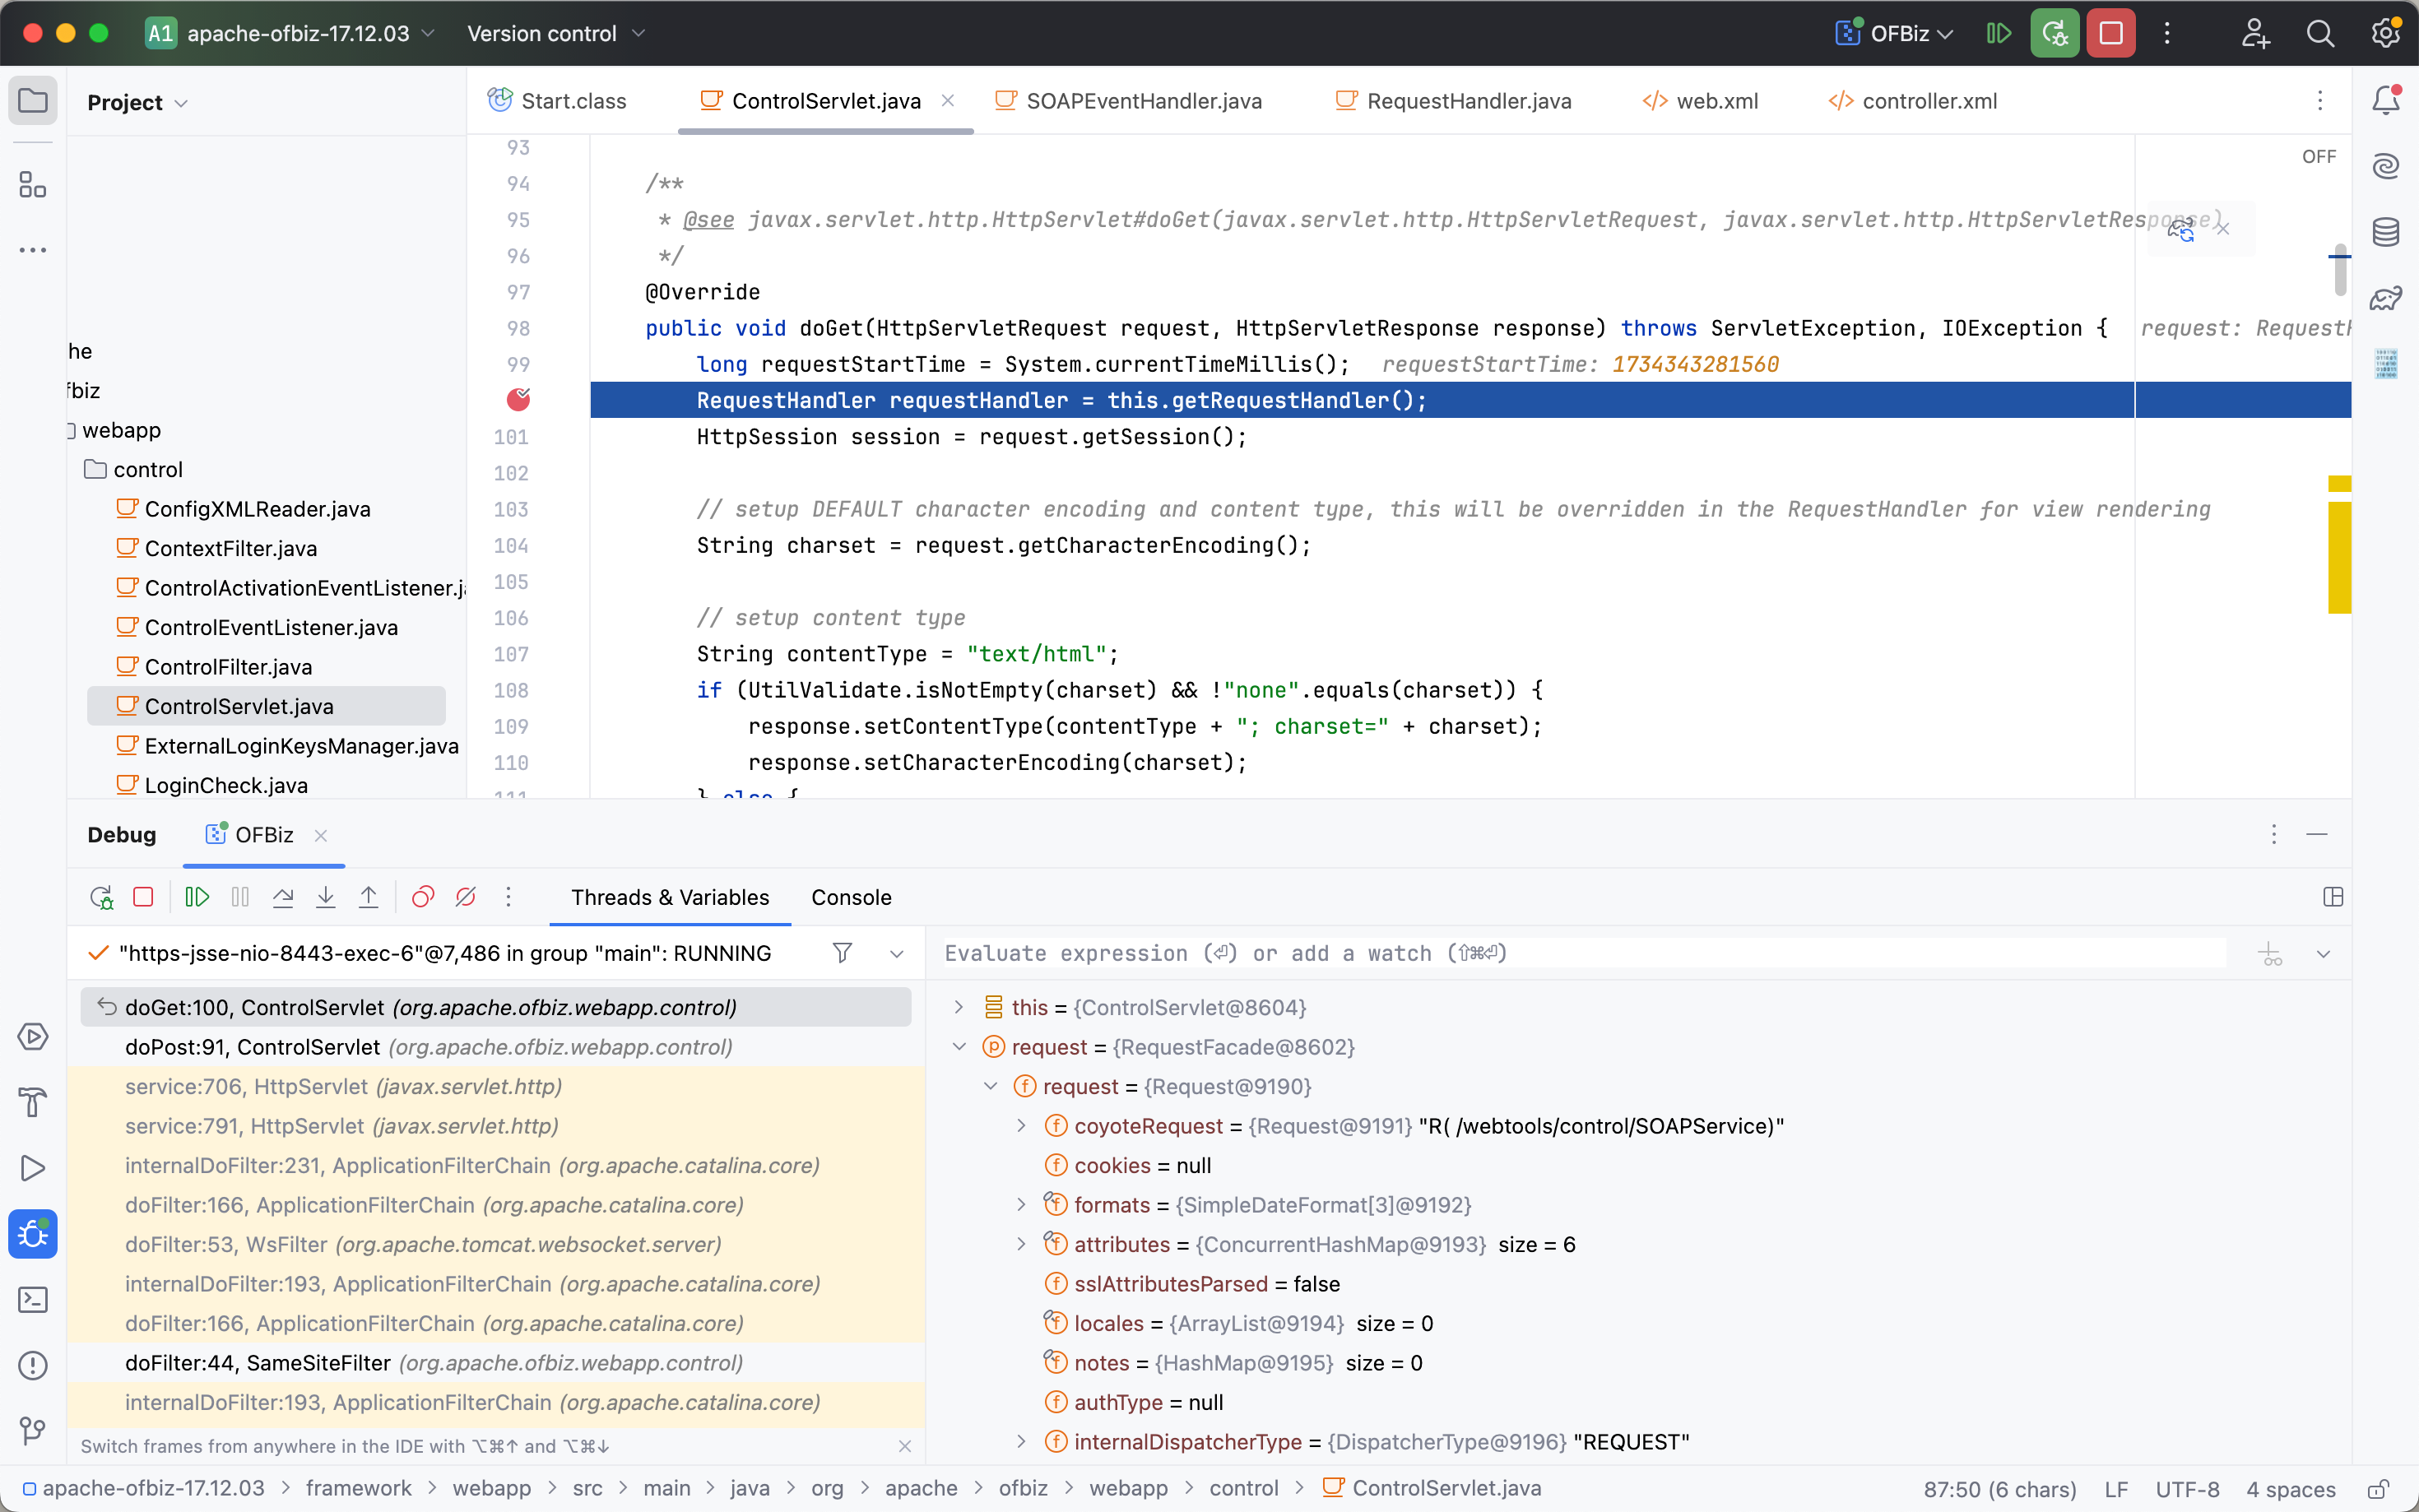 A1 apache-ofbiz-17.12.03 Version control OFBiz
Project
Start.class ControlServlet.java SOAPEventHandler.java RequestHandler.java web.xml controller.xml
OFF
93
94 /**
95 * @see javax.servlet.http.HttpServlet#doGet(javax.servlet.http.HttpServletRequest, javax.servlet.http.HttpServletResponse)
96 */
97 @Override
98 public void doGet(HttpServletRequest request, HttpServletResponse response) throws ServletException, IOException { request: RequestF
99 long requestStartTime = System.currentTimeMillis(); requestStartTime: 1734343281560
RequestHandler requestHandler = this.getRequestHandler();
101 HttpSession session = request.getSession();
102
103 // setup DEFAULT character encoding and content type, this will be overridden in the RequestHandler for view rendering
104 String charset = request.getCharacterEncoding();
105
106 // setup content type
107 String contentType = "text/html";
108 if (UtilValidate.isNotEmpty(charset) && !"none".equals(charset)) {
109 response.setContentType(contentType + "; charset=" + charset);
110 response.setCharacterEncoding(charset);
111 } else {
he
fbiz
webapp
control
ConfigXMLReader.java
ContextFilter.java
ControlActivationEventListener.j
ControlEventListener.java
ControlFilter.java
ControlServlet.java
ExternalLoginKeysManager.java
LoginCheck.java
Debug OFBiz
Threads & Variables Console
"https-jsse-nio-8443-exec-6"@7,486 in group "main": RUNNING
doGet:100, ControlServlet (org.apache.ofbiz.webapp.control)
doPost:91, ControlServlet (org.apache.ofbiz.webapp.control)
service:706, HttpServlet (javax.servlet.http)
service:791, HttpServlet (javax.servlet.http)
internalDoFilter:231, ApplicationFilterChain (org.apache.catalina.core)
doFilter:166, ApplicationFilterChain (org.apache.catalina.core)
doFilter:53, WsFilter (org.apache.tomcat.websocket.server)
internalDoFilter:193, ApplicationFilterChain (org.apache.catalina.core)
doFilter:166, ApplicationFilterChain (org.apache.catalina.core)
doFilter:44, SameSiteFilter (org.apache.ofbiz.webapp.control)
internalDoFilter:193, ApplicationFilterChain (org.apache.catalina.core)
Switch frames from anywhere in the IDE with ⌥⌘↑ and ⌥⌘↓
Evaluate expression (⏎) or add a watch (⇧⌘⏎)
this = {ControlServlet@8604}
request = {RequestFacade@8602}
request = {Request@9190}
coyoteRequest = {Request@9191} "R( /webtools/control/SOAPService)"
cookies = null
formats = {SimpleDateFormat[3]@9192}
attributes = {ConcurrentHashMap@9193} size = 6
sslAttributesParsed = false
locales = {ArrayList@9194} size = 0
notes = {HashMap@9195} size = 0
authType = null
internalDispatcherType = {DispatcherType@9196} "REQUEST"
apache-ofbiz-17.12.03 > framework > webapp > src > main > java > org > apache > ofbiz > webapp > control > ControlServlet.java 87:50 (6 chars) LF UTF-8 4 spaces